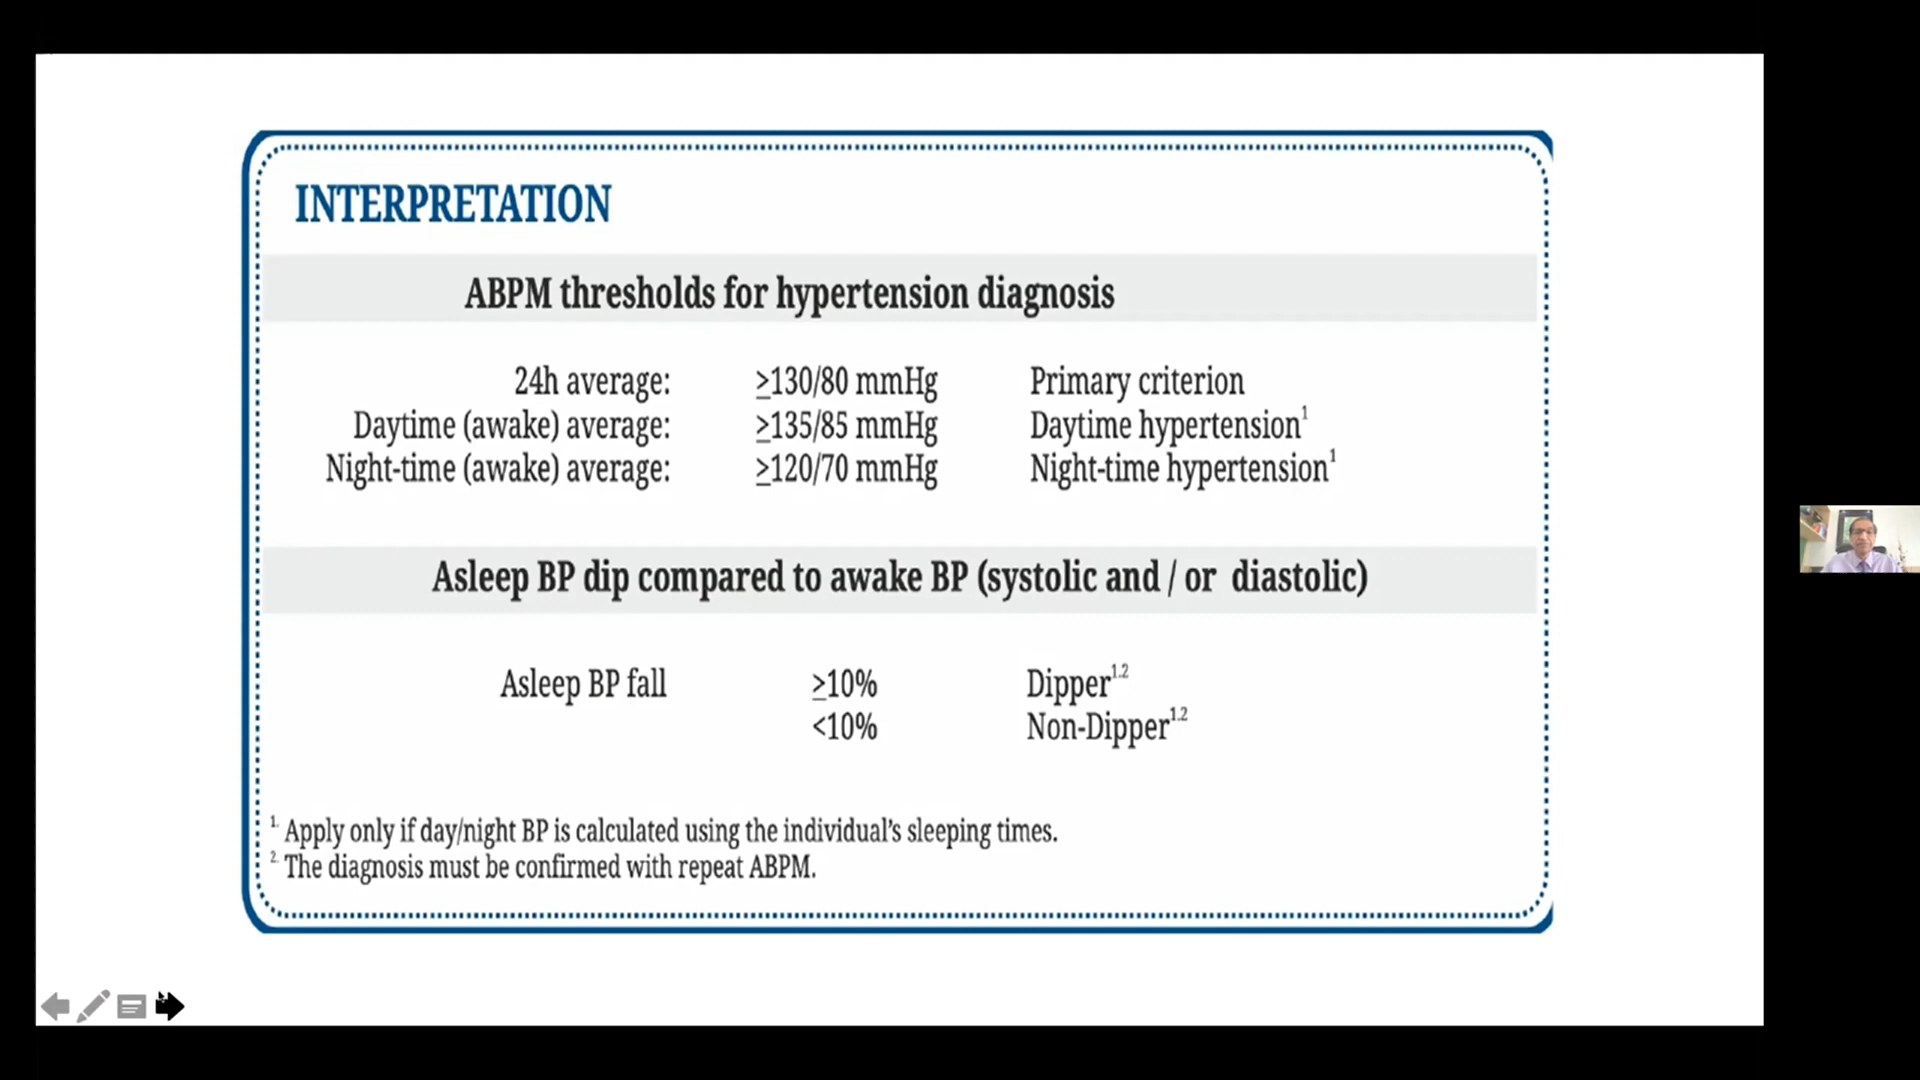 INTERPRETATION
ABPM thresholds for hypertension diagnosis
24h average: ≥130/80 mmHg Primary criterion
Daytime (awake) average: ≥135/85 mmHg Daytime hypertension¹
Night-time (awake) average: ≥120/70 mmHg Night-time hypertension¹
Asleep BP dip compared to awake BP (systolic and / or diastolic)
Asleep BP fall ≥10% Dipper¹·²
<10% Non-Dipper¹·²
¹· Apply only if day/night BP is calculated using the individual’s sleeping times.
²· The diagnosis must be confirmed with repeat ABPM.